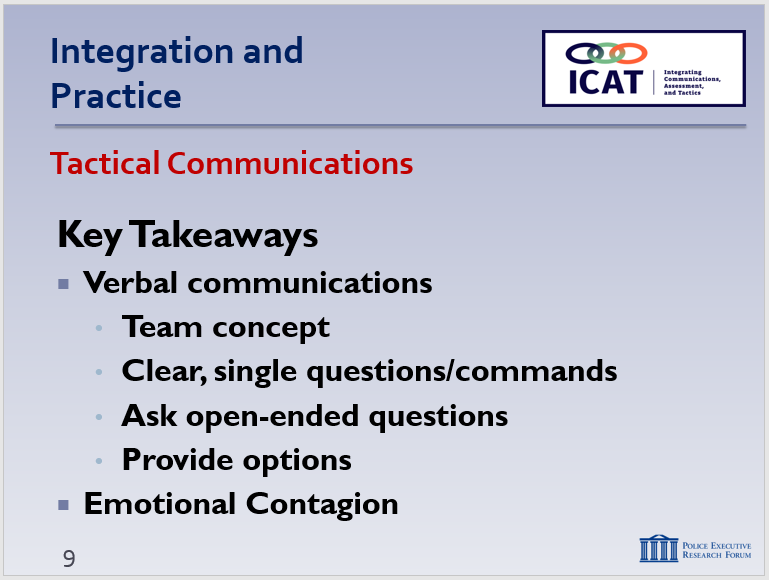 Integration and
Practice
ICAT
Integrating
Communications,
Assessment,
and Tactics
Tactical Communications
Key Takeaways
Verbal communications
Team concept
Clear, single questions/commands
Ask open-ended questions
Provide options
Emotional Contagion
9
POLICE EXECUTIVE
RESEARCH FORUM